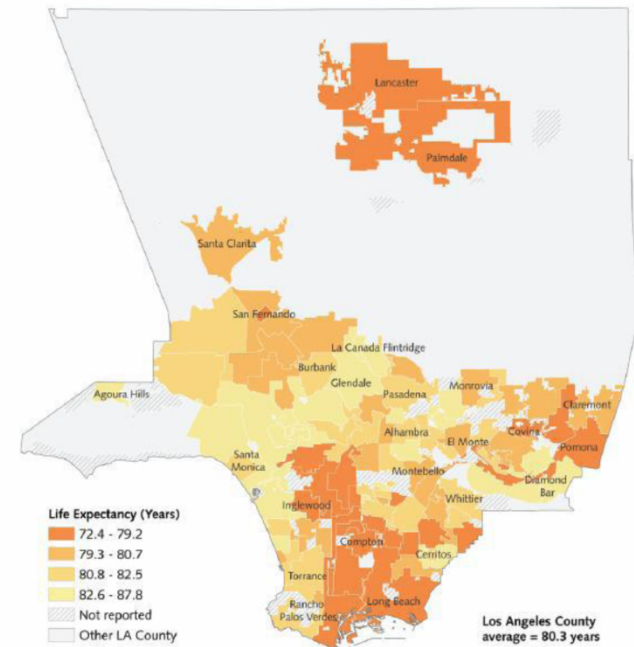 Lancaster
Palmdale
Santa Clarita
San Fernando
La Canada Flintridge
Burbank
Glendale
Agoura Hills
Pasadena
Monrovia
Claremont
Alhambra
El Monte
Covina
Pomona
Santa
Monica
Montebello
Diamond
Bar
Whittier
Inglewood
Compton
Cerritos
Torrance
Rancho
Palos Verdes
Long Beach
Life Expectancy (Years)
72.4 - 79.2
79.3 - 80.7
80.8 - 82.5
82.6 - 87.8
Not reported
Other LA County
Los Angeles County
average = 80.3 years